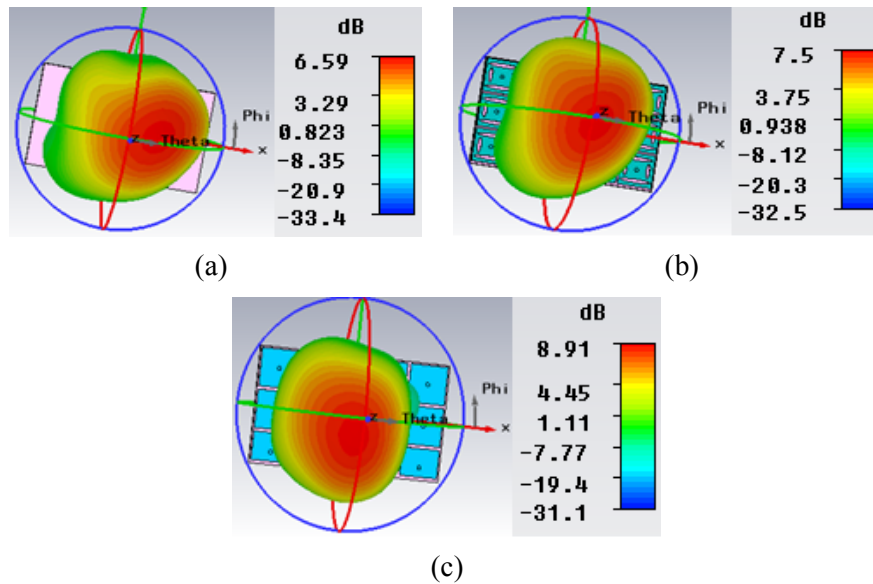 dB
6.59
3.29
0.823
-8.35
-20.9
-33.4
Phi
z Theta
x
(a)
dB
7.5
3.75
0.938
-8.12
-20.3
-32.5
Phi
z Theta
x
(b)
dB
8.91
4.45
1.11
-7.77
-19.4
-31.1
Phi
z Theta
x
(c)